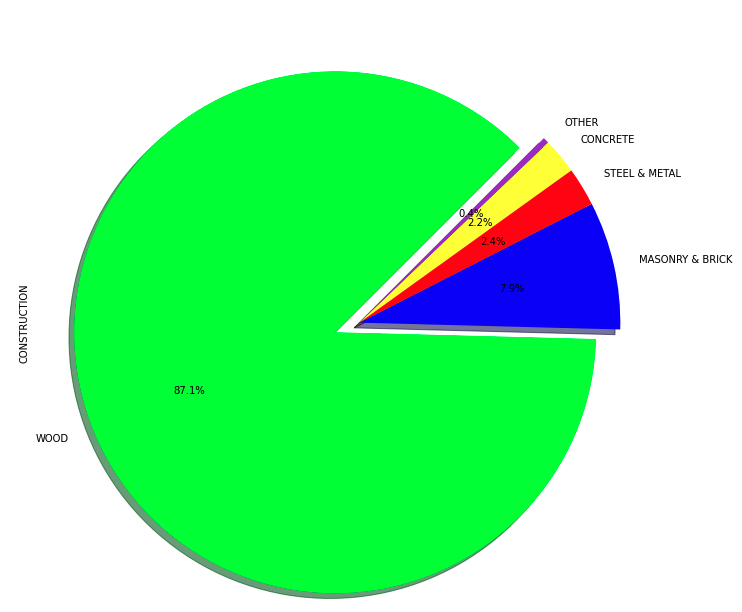 OTHER
CONCRETE
STEEL & METAL
0.4%
2.2%
2.4%
MASONRY & BRICK
7.9%
CONSTRUCTION
87.1%
WOOD